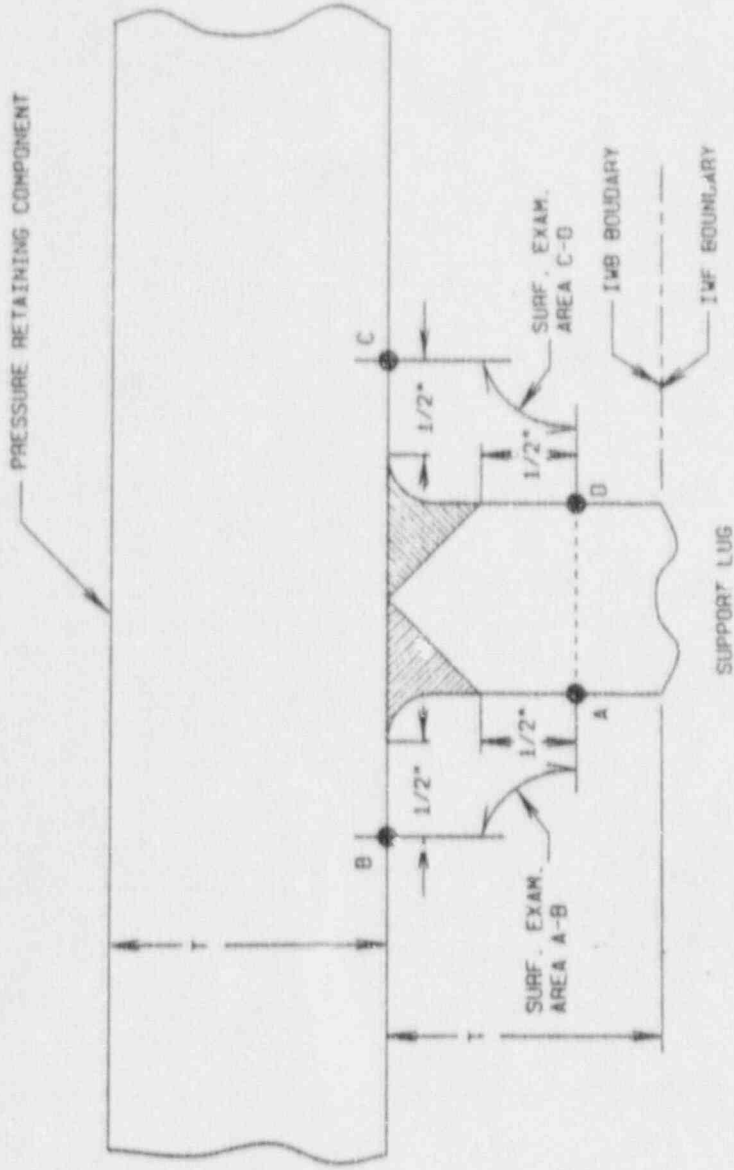 PRESSURE RETAINING COMPONENT
T
T
B
C
1/2"
1/2"
1/2"
1/2"
A
D
SURF. EXAM.
AREA A-B
SURF. EXAM.
AREA C-D
IWB BOUDARY
IWF BOUNDARY
SUPPORT LUG